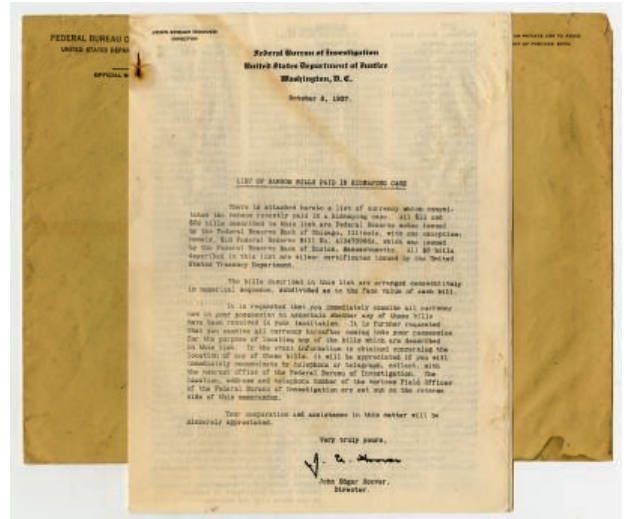 FEDERAL BUREAU O
UNITED STATES DEPAR
OFFICIAL B
JOHN EDGAR HOOVER
DIRECTOR
Federal Bureau of Investigation
United States Department of Justice
Washington, D. C.
October 1937.
LIST OF RANSOM BILLS PAID IN KIDNAPING CASE
There is attached hereto a list of currency which consti-
tutes the ransom recently paid in a kidnaping case. All $10 and
$20 bills described in this list are Federal Reserve notes issued
by the Federal Reserve Bank of Chicago, Illinois, with one exception;
namely, $10 Federal Reserve Bill No. which was issued
by the Federal Reserve Bank of Boston, Massachusetts. All $5 bills
described in this list are silver certificates issued by the United
States Treasury Department.
The bills described in this list are arranged consecutively
in numerical sequence, subdivided as to the face value of each bill.
It is requested that you immediately examine all currency
now in your possession to ascertain whether any of these bills
have been received in your institution. It is further requested
that you examine all currency hereafter coming into your possession
for the purpose of locating any of the bills which are described
in this list. In the event information is obtained concerning the
location of any of these bills, it will be appreciated if you will
immediately communicate by telephone or telegraph, collect, with
the nearest office of the Federal Bureau of Investigation. The
location, address and telephone number of the various Field Offices
of the Federal Bureau of Investigation are set out on the reverse
side of this memorandum.
Your cooperation and assistance in this matter will be
sincerely appreciated.
Very truly yours,
J. E. Hoover
John Edgar Hoover,
Director.